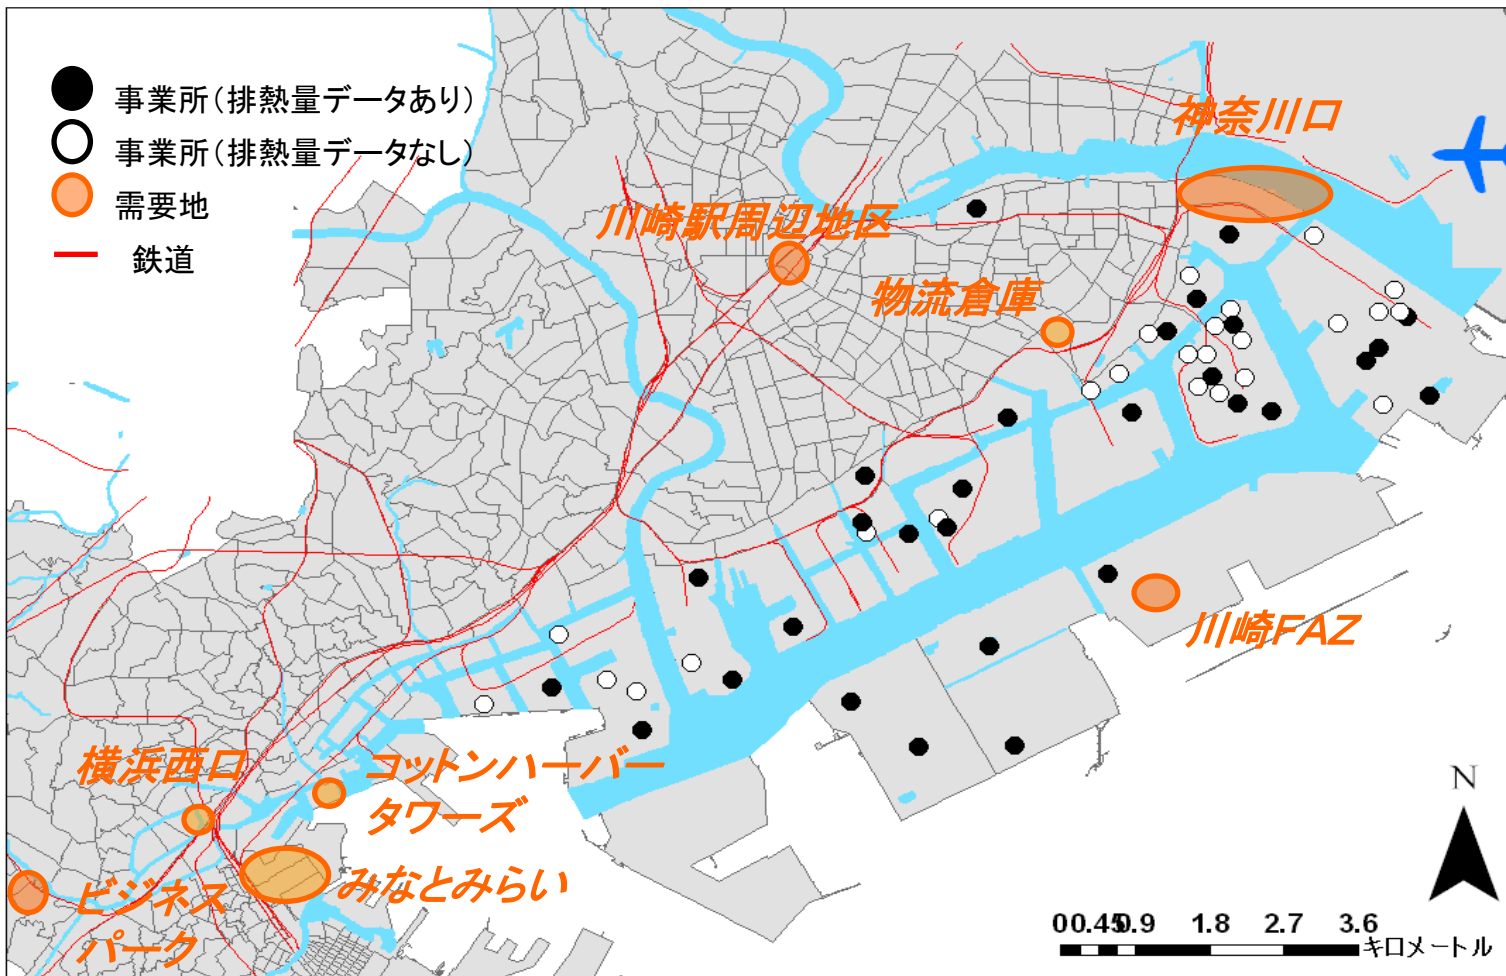 事業所(排熱量データあり)
事業所(排熱量データなし)
需要地
鉄道
神奈川口
川崎駅周辺地区
物流倉庫
川崎FAZ
横浜西口
コットンハーバー
タワーズ
みなとみらい
ビジネス
パーク
N
0 0.45 0.9 1.8 2.7 3.6
キロメートル